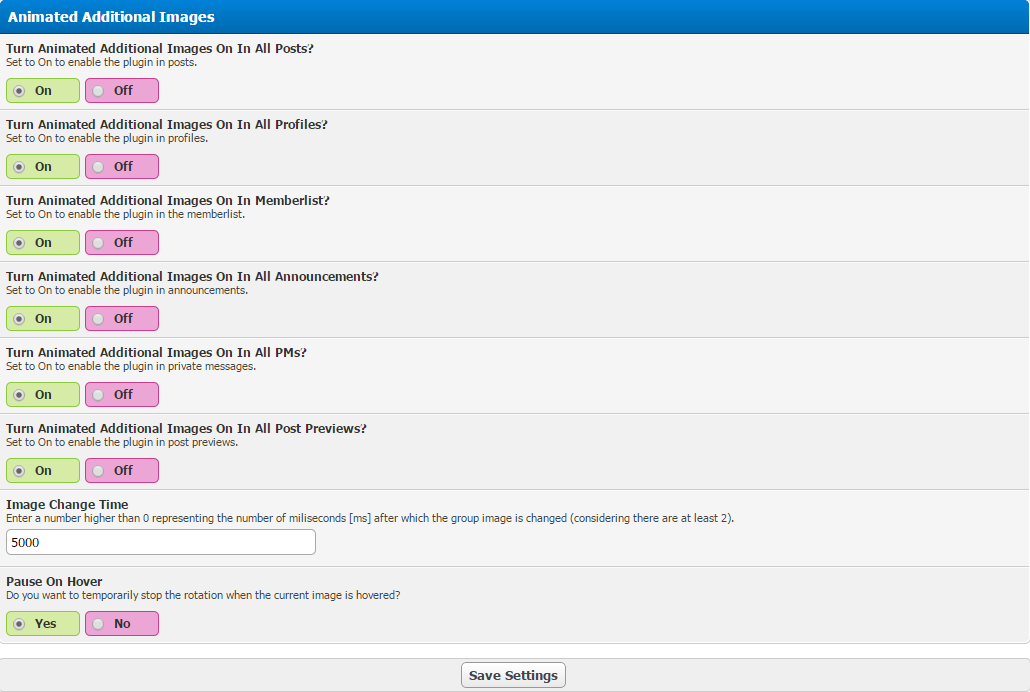 Animated Additional Images
Turn Animated Additional Images On In All Posts?
Set to On to enable the plugin in posts.
On Off
Turn Animated Additional Images On In All Profiles?
Set to On to enable the plugin in profiles.
On Off
Turn Animated Additional Images On In Memberlist?
Set to On to enable the plugin in the memberlist.
On Off
Turn Animated Additional Images On In All Announcements?
Set to On to enable the plugin in announcements.
On Off
Turn Animated Additional Images On In All PMs?
Set to On to enable the plugin in private messages.
On Off
Turn Animated Additional Images On In All Post Previews?
Set to On to enable the plugin in post previews.
On Off
Image Change Time
Enter a number higher than 0 representing the number of miliseconds [ms] after which the group image is changed (considering there are at least 2).
5000
Pause On Hover
Do you want to temporarily stop the rotation when the current image is hovered?
Yes No
Save Settings